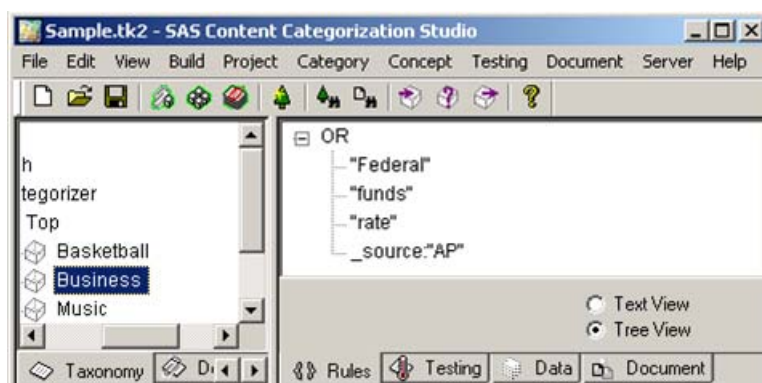 Sample.tk2 - SAS Content Categorization Studio
File Edit View Build Project Category Concept Testing Document Server Help
h
tegorizer
Top
Basketball
Business
Music
Taxonomy D
OR
"Federal"
"funds"
"rate"
_source:"AP"
Text View
Tree View
Rules Testing Data Document